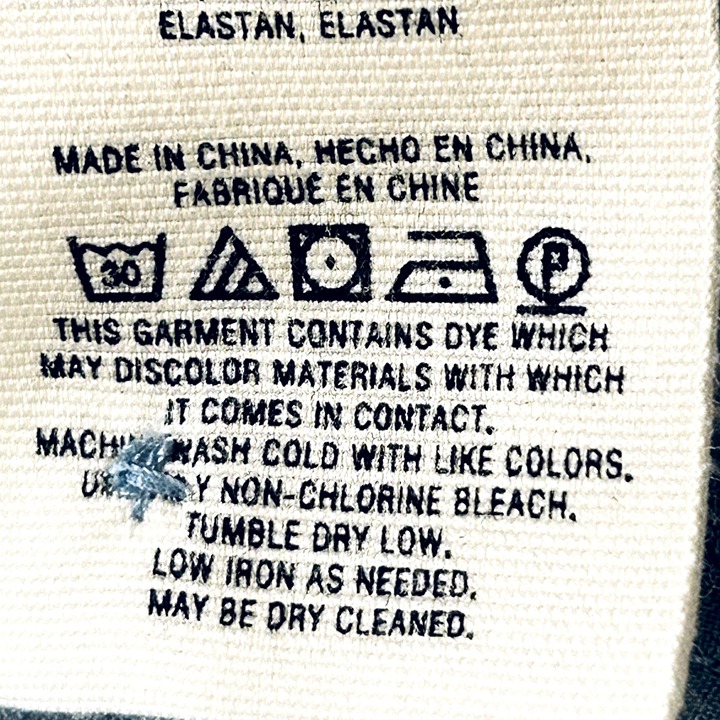 ELASTAN, ELASTAN
MADE IN CHINA, HECHO EN CHINA,
FABRIQUÉ EN CHINE
30 P
THIS GARMENT CONTAINS DYE WHICH
MAY DISCOLOR MATERIALS WITH WHICH
IT COMES IN CONTACT.
WASH COLD WITH LIKE COLORS.
NON-CHLORINE BLEACH.
TUMBLE DRY LOW.
LOW IRON AS NEEDED.
MAY BE DRY CLEANED.